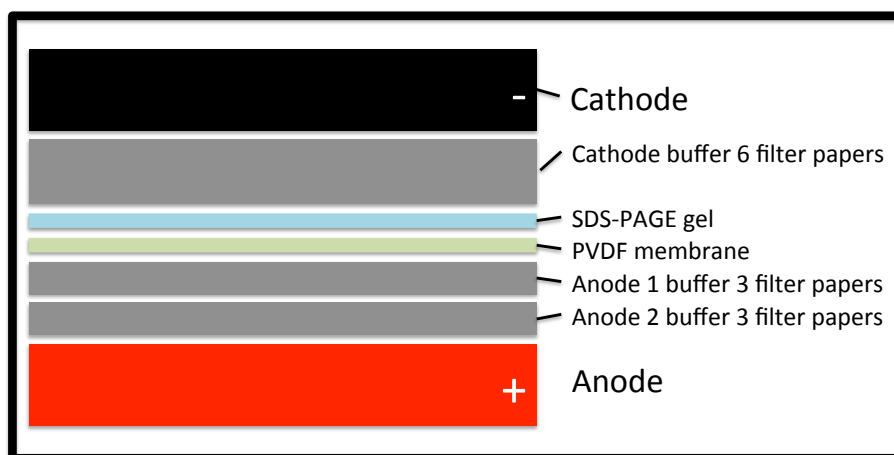 -
Cathode
Cathode buffer 6 filter papers
SDS-PAGE gel
PVDF membrane
Anode 1 buffer 3 filter papers
Anode 2 buffer 3 filter papers
+
Anode